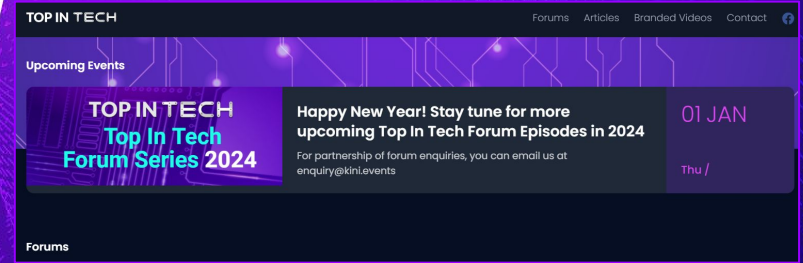 TOP IN TECH
Forums Articles Branded Videos Contact
Upcoming Events
TOP IN TECH
Top In Tech
Forum Series 2024
Happy New Year! Stay tune for more
upcoming Top In Tech Forum Episodes in 2024
For partnership of forum enquiries, you can email us at
enquiry@kini.events
01 JAN
Thu /
Forums